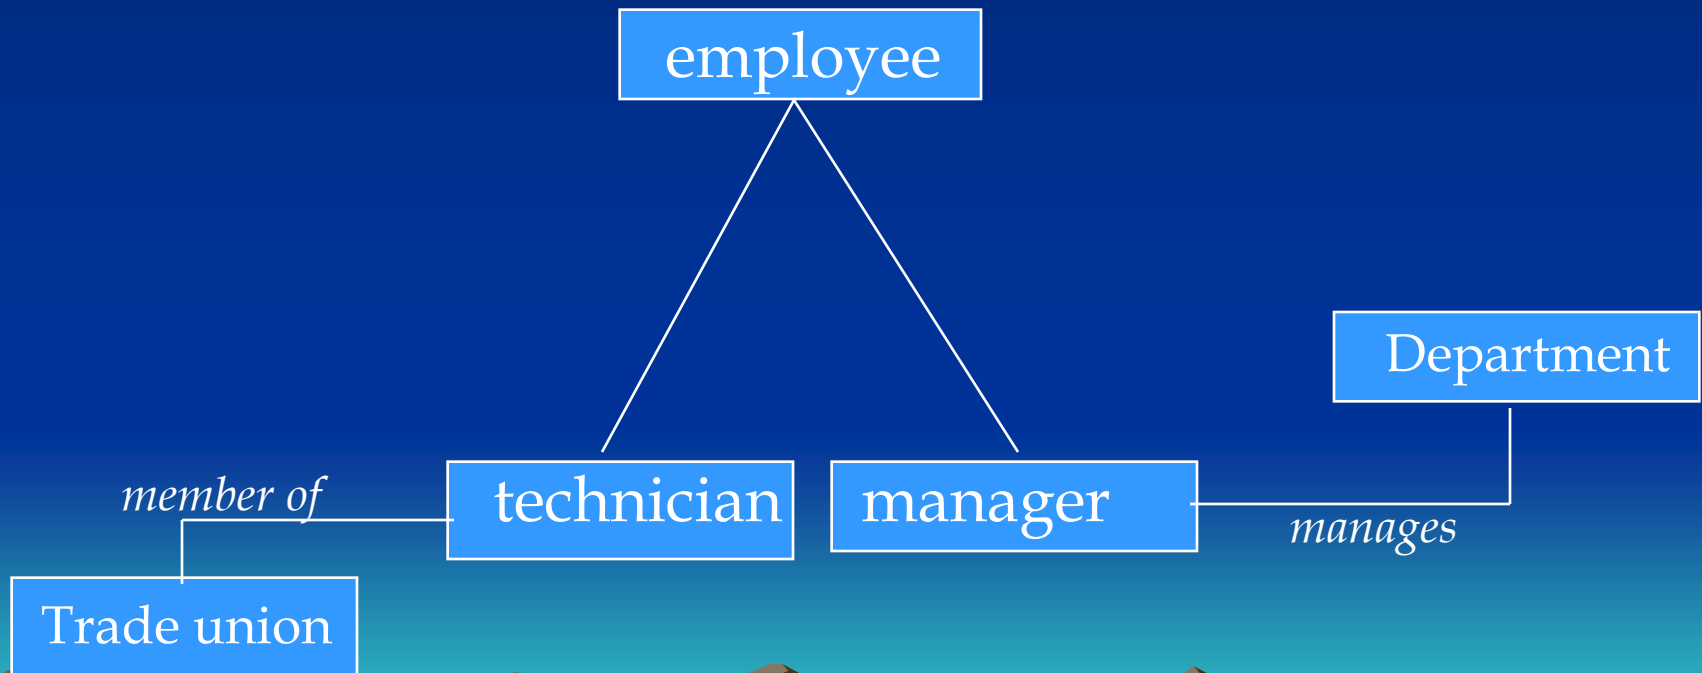 employee
Department
member of
technician
manager
manages
Trade union